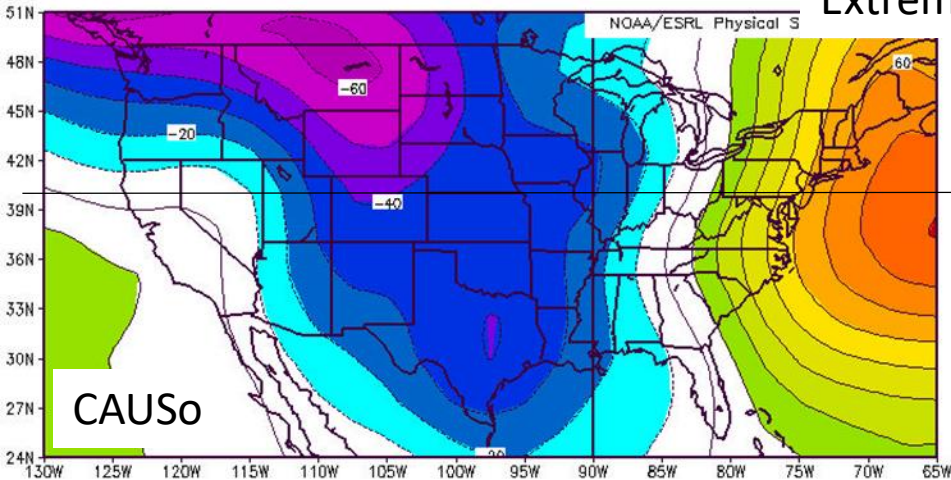 Extrem
NOAA/ESRL Physical S
51N
60
48N
-60
45N
-20
42N
-40
39N
36N
33N
30N
CAUSo
27N
24N
130W 125W 120W 115W 110W 105W 100W 95W 90W 85W 80W 75W 70W 65W